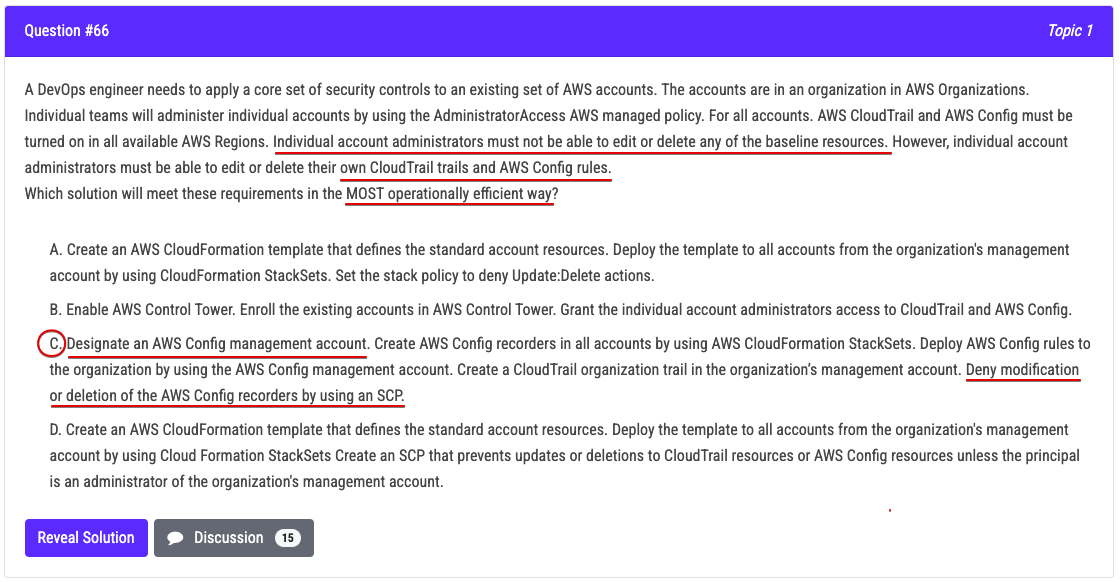 Question #66
Topic 1
A DevOps engineer needs to apply a core set of security controls to an existing set of AWS accounts. The accounts are in an organization in AWS Organizations.
Individual teams will administer individual accounts by using the AdministratorAccess AWS managed policy. For all accounts. AWS CloudTrail and AWS Config must be
turned on in all available AWS Regions. Individual account administrators must not be able to edit or delete any of the baseline resources. However, individual account
administrators must be able to edit or delete their own CloudTrail trails and AWS Config rules.
Which solution will meet these requirements in the MOST operationally efficient way?
A. Create an AWS CloudFormation template that defines the standard account resources. Deploy the template to all accounts from the organization's management
account by using CloudFormation StackSets. Set the stack policy to deny Update:Delete actions.
B. Enable AWS Control Tower. Enroll the existing accounts in AWS Control Tower. Grant the individual account administrators access to CloudTrail and AWS Config.
C. Designate an AWS Config management account. Create AWS Config recorders in all accounts by using AWS CloudFormation StackSets. Deploy AWS Config rules to
the organization by using the AWS Config management account. Create a CloudTrail organization trail in the organization's management account. Deny modification
or deletion of the AWS Config recorders by using an SCP.
D. Create an AWS CloudFormation template that defines the standard account resources. Deploy the template to all accounts from the organization's management
account by using Cloud Formation StackSets Create an SCP that prevents updates or deletions to CloudTrail resources or AWS Config resources unless the principal
is an administrator of the organization's management account.
Reveal Solution
Discussion 15